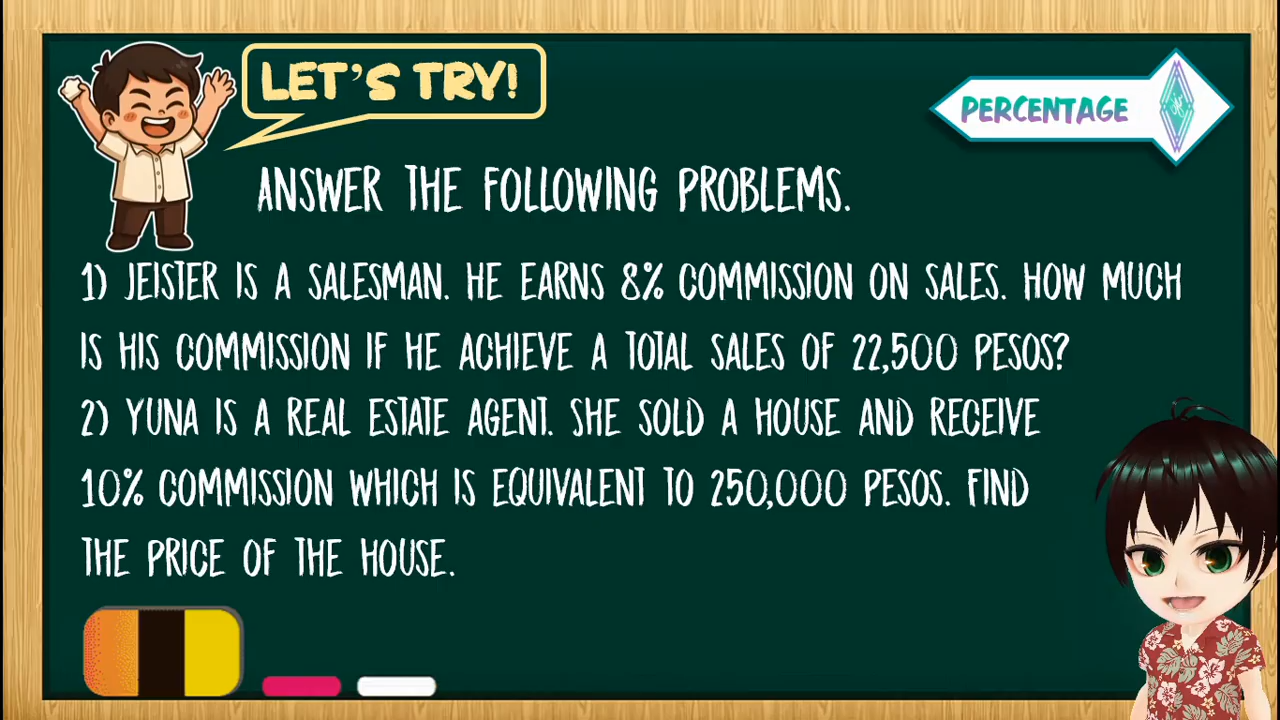 LET'S TRY!
PERCENTAGE
ANSWER THE FOLLOWING PROBLEMS.
1) JEISTER IS A SALESMAN. HE EARNS 8% COMMISSION ON SALES. HOW MUCH
IS HIS COMMISSION IF HE ACHIEVE A TOTAL SALES OF 22,500 PESOS?
2) YUNA IS A REAL ESTATE AGENT. SHE SOLD A HOUSE AND RECEIVE
10% COMMISSION WHICH IS EQUIVALENT TO 250,000 PESOS. FIND
THE PRICE OF THE HOUSE.